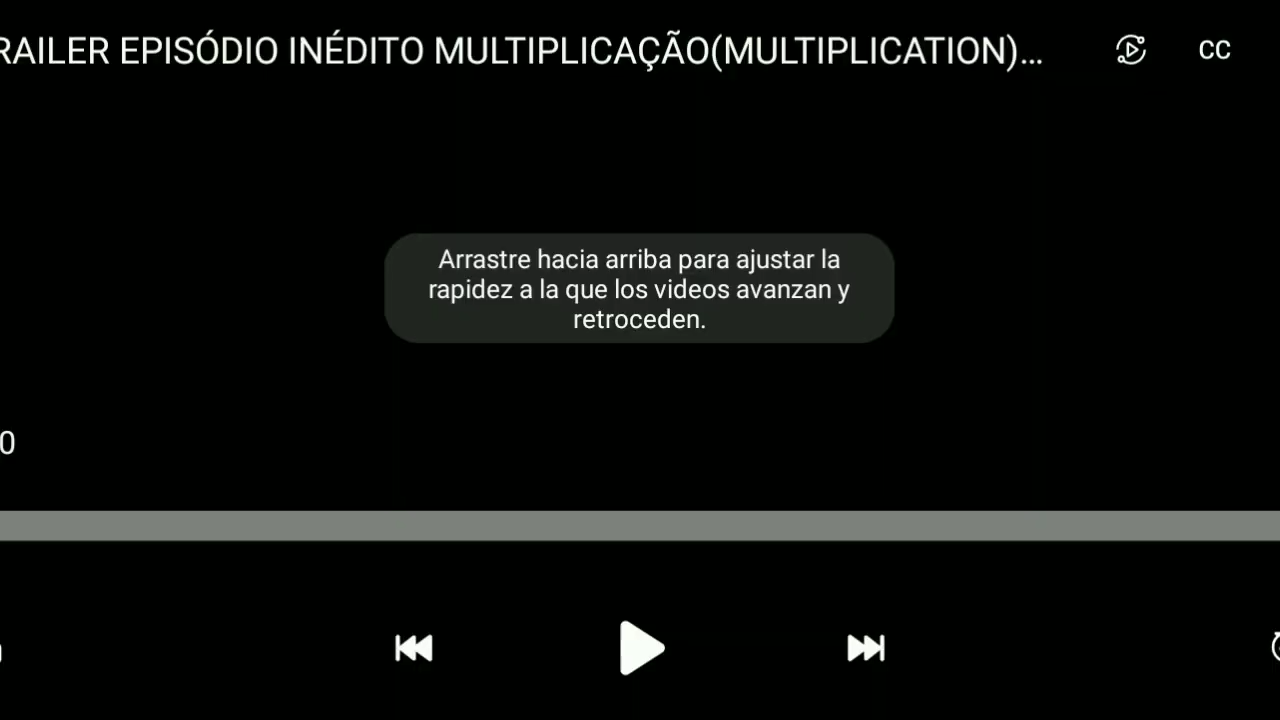 RAILER EPISÓDIO INÉDITO MULTIPLICAÇÃO(MULTIPLICATION)... CC
Arrastre hacia arriba para ajustar la
rapidez a la que los videos avanzan y
retroceden.
0